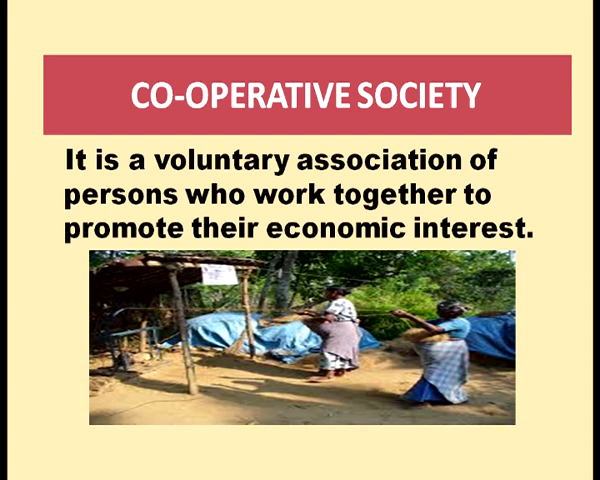 CO-OPERATIVE SOCIETY
It is a voluntary association of
persons who work together to
promote their economic interest.